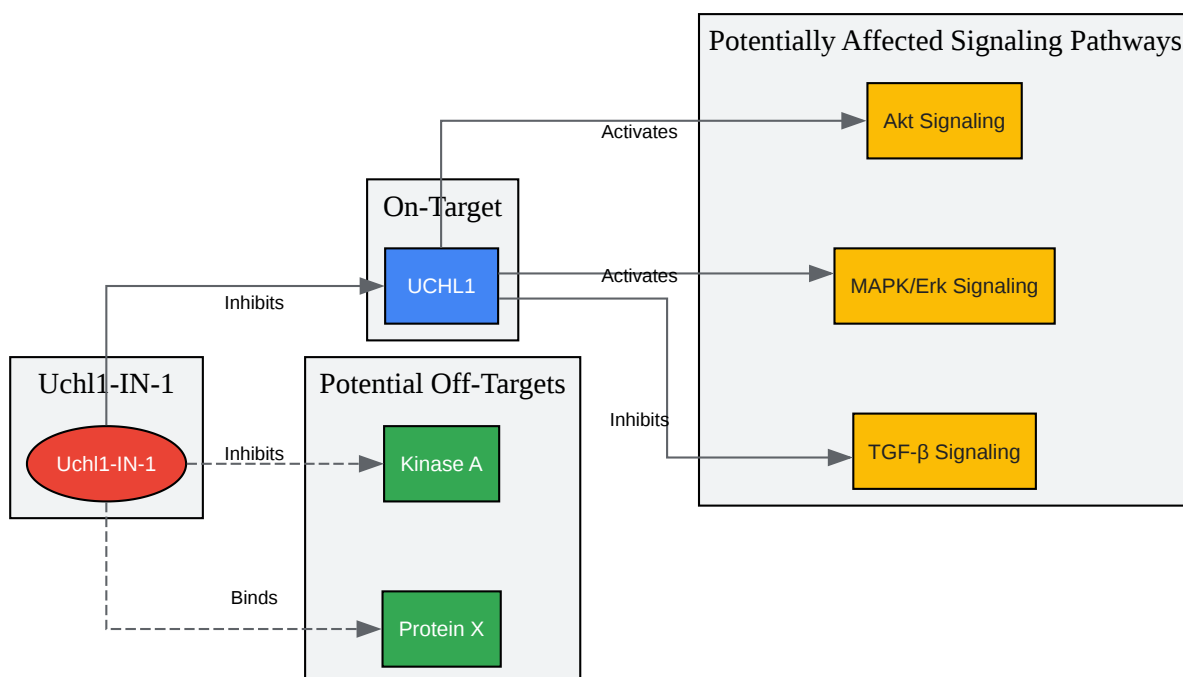 Potentially Affected Signaling Pathways
Akt Signaling
Activates
On-Target
UCHL1
Activates
MAPK/Erk Signaling
Inhibits
Uchl1-IN-1
Potential Off-Targets
Inhibits
TGF-β Signaling
Uchl1-IN-1
Inhibits
Kinase A
Binds
Protein X